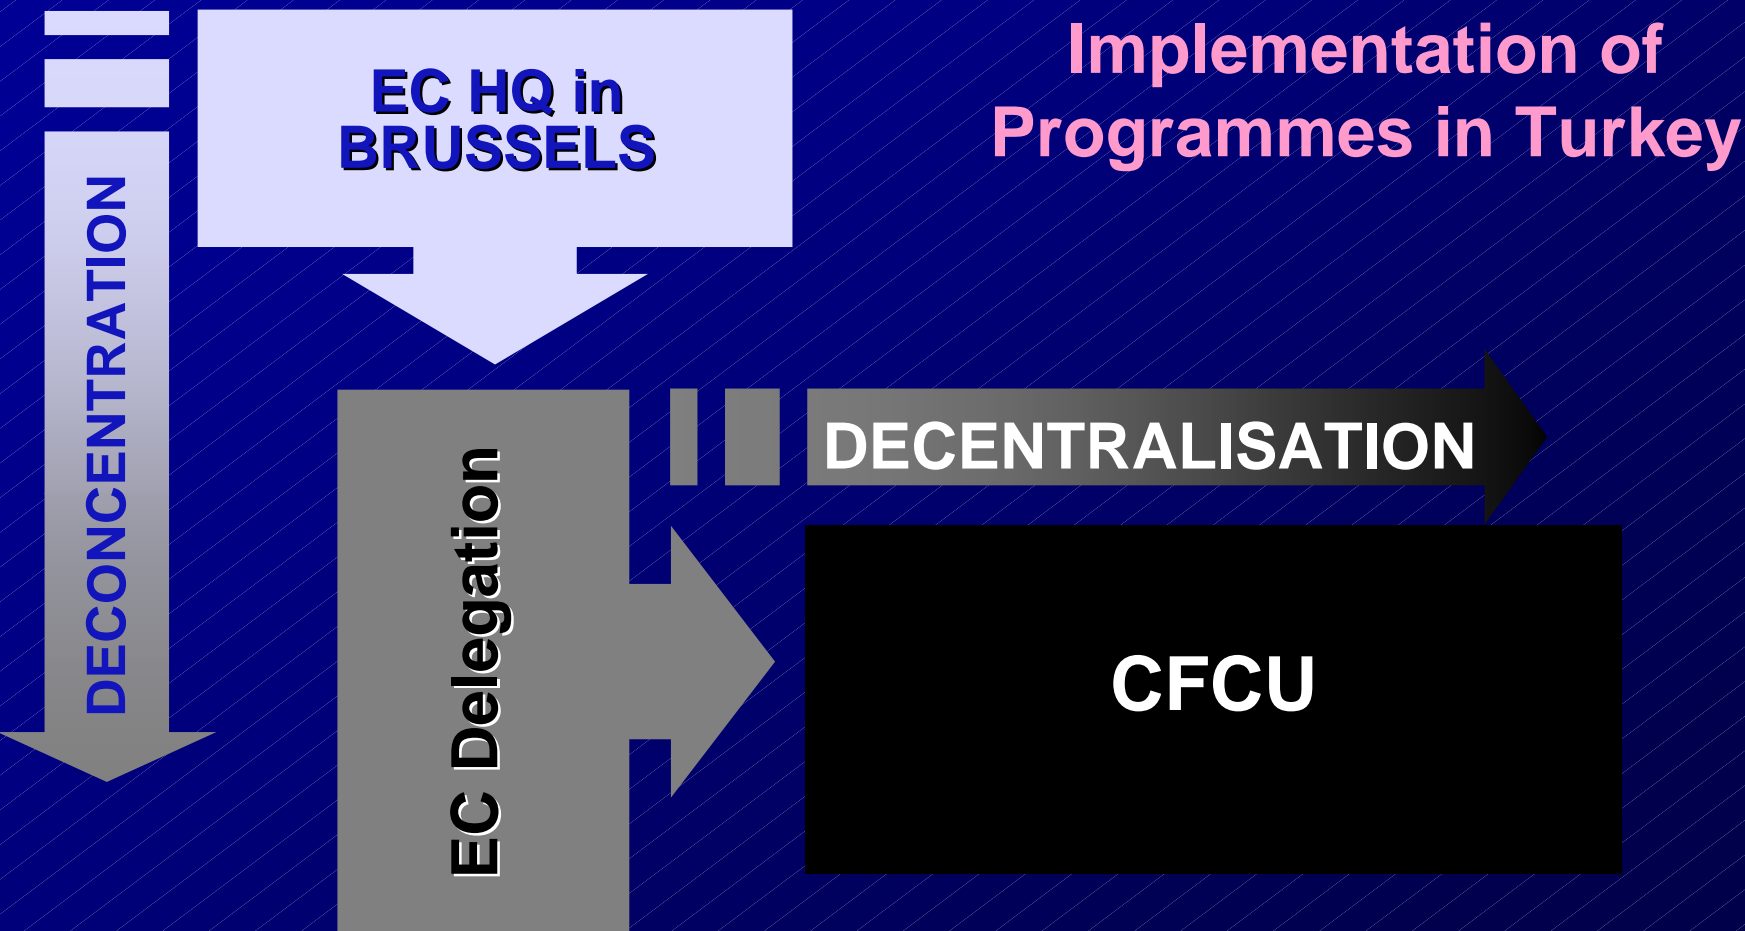 Implementation of
Programmes in Turkey
EC HQ in
BRUSSELS
DECONCENTRATION
DECENTRALISATION
EC Delegation
CFCU